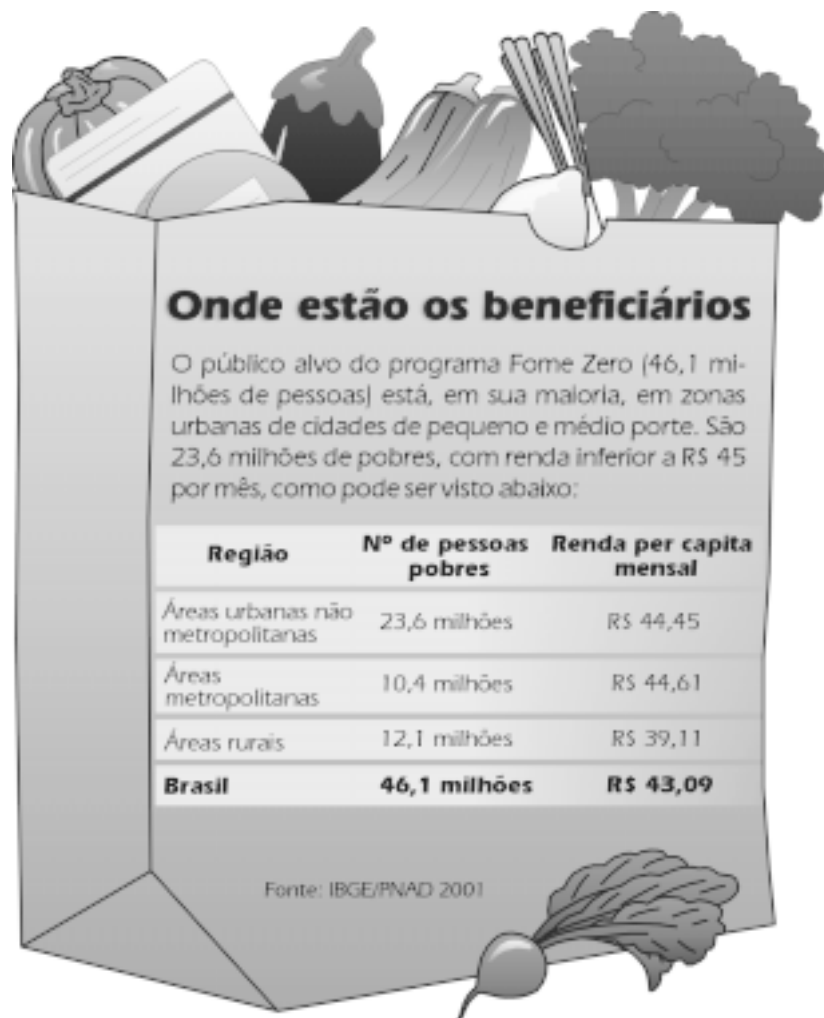 Onde estão os beneficiários
O público alvo do programa Fome Zero (46,1 mi-
lhões de pessoas) está, em sua maioria, em zonas
urbanas de cidades de pequeno e médio porte. São
23,6 milhões de pobres, com renda inferior a R$ 45
por mês, como pode ser visto abaixo:
Região Nº de pessoas pobres Renda per capita mensal
Áreas urbanas não metropolitanas 23,6 milhões R$ 44,45
Áreas metropolitanas 10,4 milhões R$ 44,61
Áreas rurais 12,1 milhões R$ 39,11
Brasil 46,1 milhões R$ 43,09
Fonte: IBGE/PNAD 2001